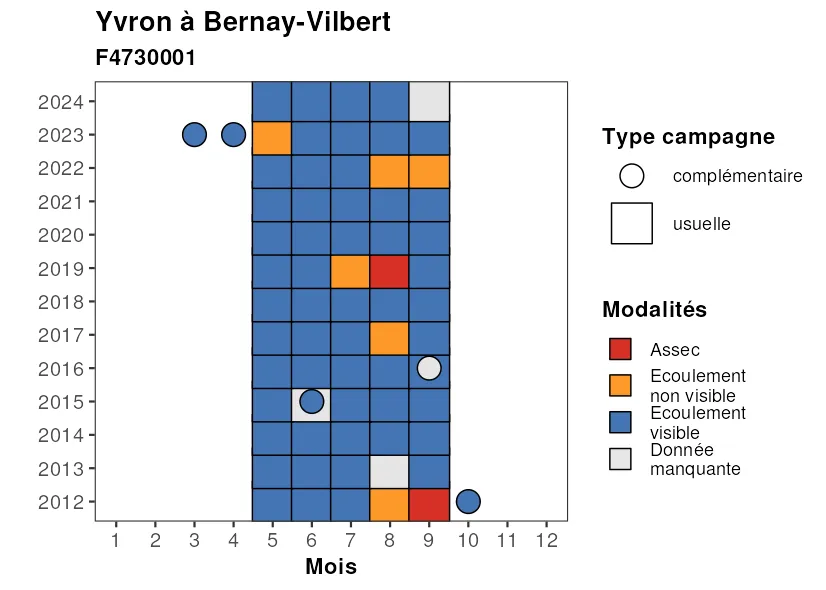 Yvron à Bernay-Vilbert
F4730001
2024
2023
2022
2021
2020
2019
2018
2017
2016
2015
2014
2013
2012
1 2 3 4 5 6 7 8 9 10 11 12
Mois
Type campagne
complémentaire
usuelle
Modalités
Assec
Ecoulement
non visible
Ecoulement
visible
Donnée
manquante